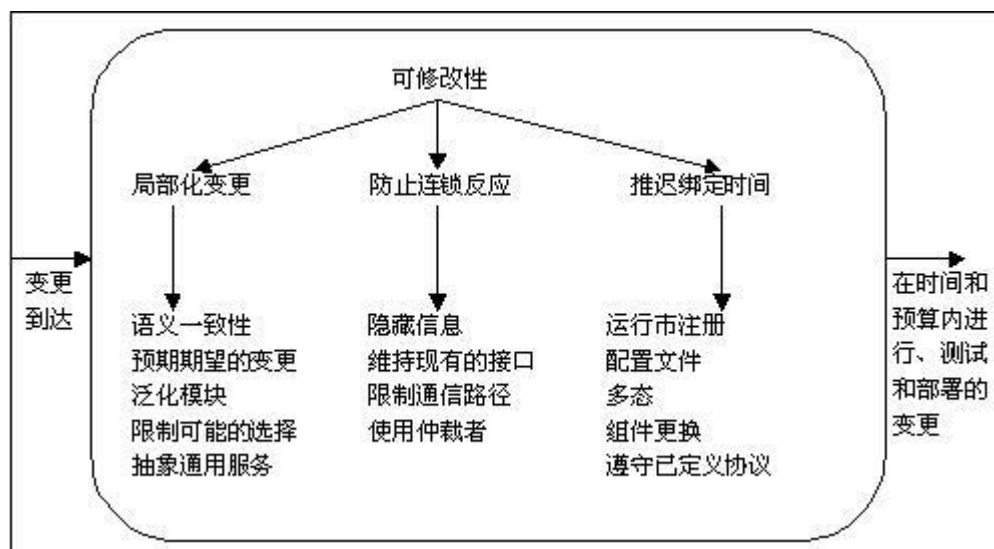 可修改性
局部化变更
防止连锁反应
推迟绑定时间
变更
到达
语义一致性
预期期望的变更
泛化模块
限制可能的选择
抽象通用服务
隐藏信息
维持现有的接口
限制通信路径
使用仲裁者
运行市注册
配置文件
多态
组件更换
遵守已定义协议
在时间和
预算内进
行、测试
和部署的
变更